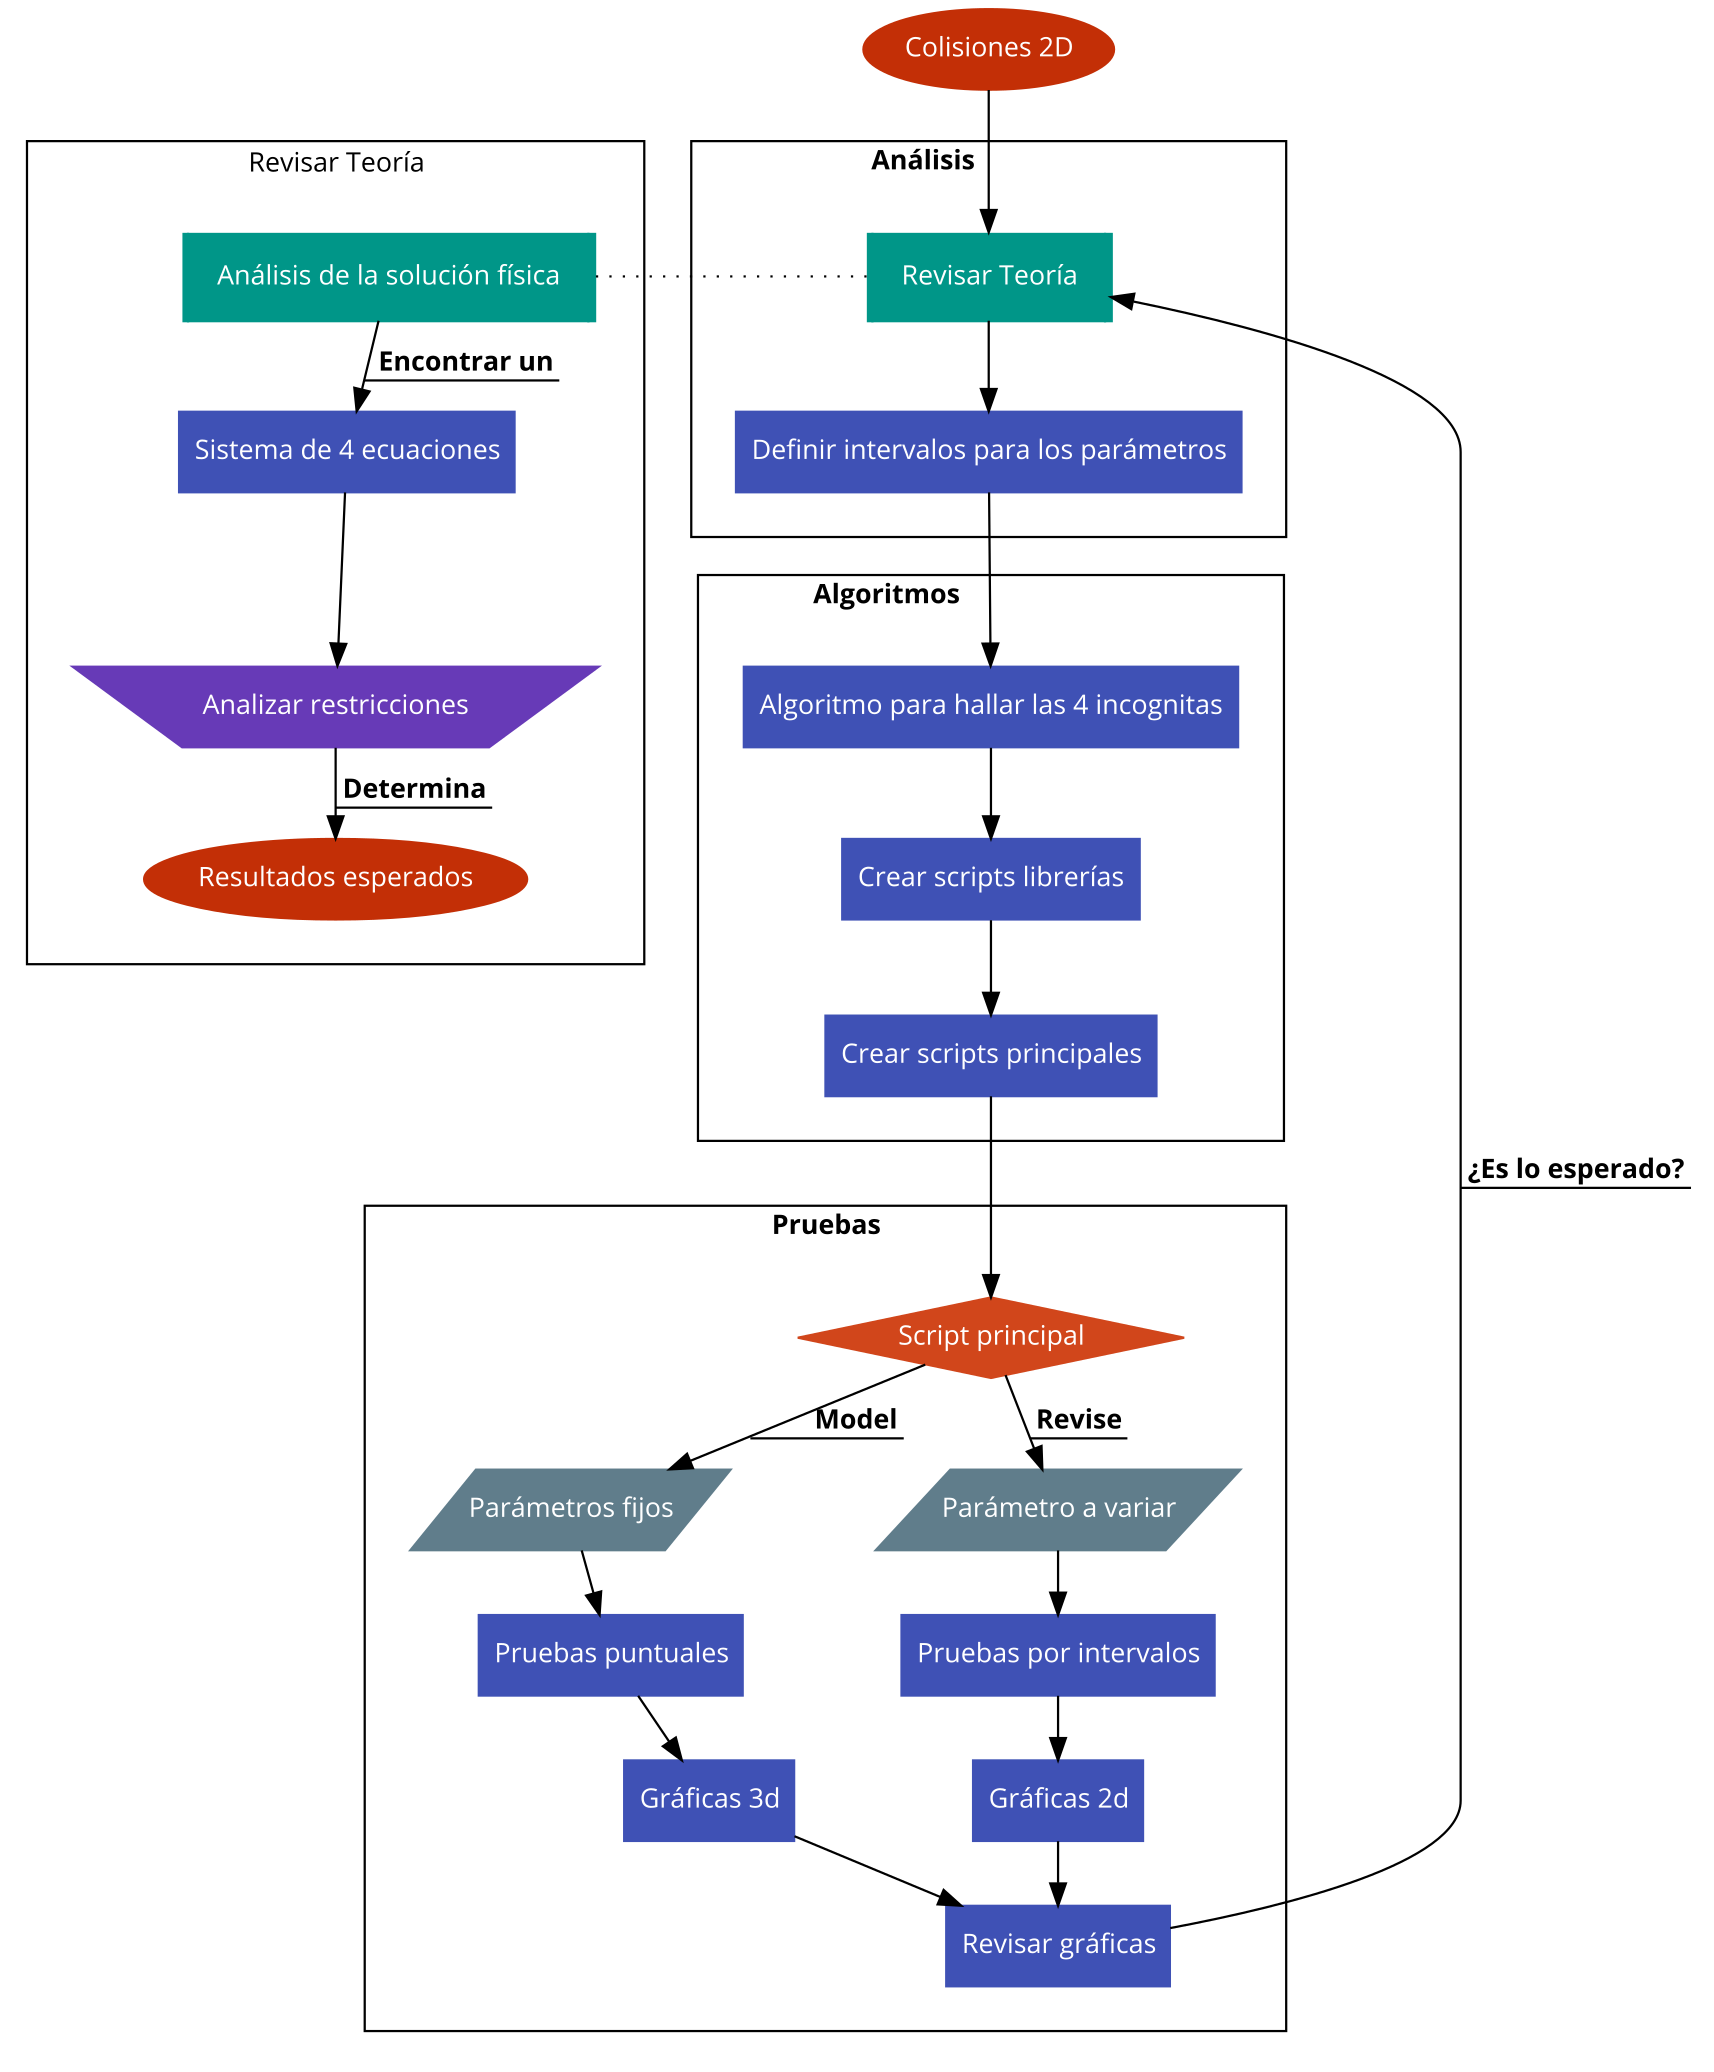 Colisiones 2D
Revisar Teoría
Análisis de la solución física
Encontrar un
Sistema de 4 ecuaciones
Analizar restricciones
Determina
Resultados esperados
Análisis
Revisar Teoría
Definir intervalos para los parámetros
Algoritmos
Algoritmo para hallar las 4 incognitas
Crear scripts librerías
Crear scripts principales
¿Es lo esperado?
Pruebas
Script principal
Model
Revise
Parámetros fijos
Parámetro a variar
Pruebas puntuales
Pruebas por intervalos
Gráficas 3d
Gráficas 2d
Revisar gráficas